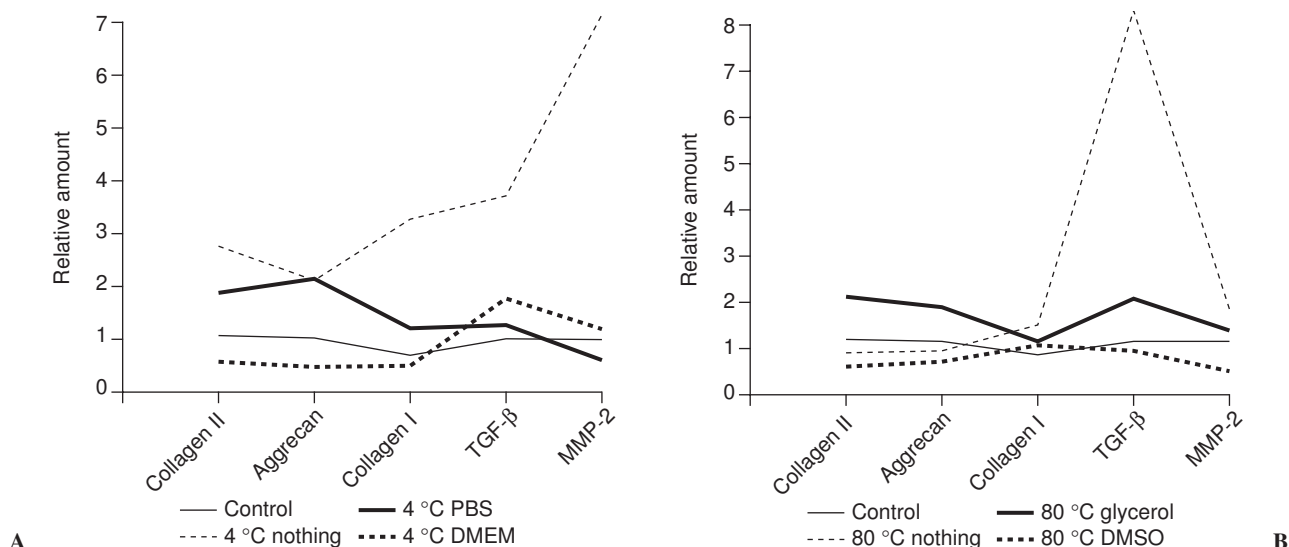 7
6
5
4
3
2
1
0
Relative amount
Collagen II
Aggrecan
Collagen I
TGF-β
MMP-2
Control
4 °C PBS
4 °C nothing
4 °C DMEM
A
8
7
6
5
4
3
2
1
0
Relative amount
Collagen II
Aggrecan
Collagen I
TGF-β
MMP-2
Control
80 °C glycerol
80 °C nothing
80 °C DMSO
B